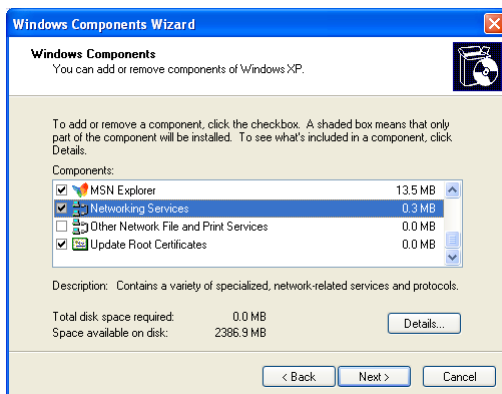 Windows Components Wizard
Windows Components
You can add or remove components of Windows XP.
To add or remove a component, click the checkbox. A shaded box means that only
part of the component will be installed. To see what's included in a component, click
Details.
Components:
MSN Explorer 13.5 MB
Networking Services 0.3 MB
Other Network File and Print Services 0.0 MB
Update Root Certificates 0.0 MB
Description: Contains a variety of specialized, network-related services and protocols.
Total disk space required: 0.0 MB
Space available on disk: 2386.9 MB
Details...
< Back Next > Cancel